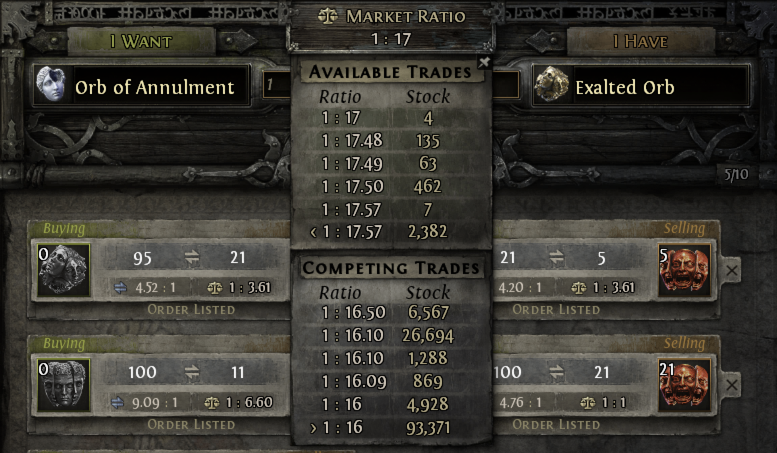 Market Ratio
1 : 17
I Want
I Have
Orb of Annulment
1
Exalted Orb
Available Trades
Ratio Stock
1 : 17 4
1 : 17.48 135
1 : 17.49 63
1 : 17.50 462
1 : 17.57 7
< 1 : 17.57 2,382
5/10
Competing Trades
Ratio Stock
1 : 16.50 6,567
1 : 16.10 26,694
1 : 16.10 1,288
1 : 16.09 869
1 : 16 4,928
> 1 : 16 93,371
Buying
0 95 21
4.52 : 1 1 : 3.61
Order Listed
Selling
21 5 5
4.20 : 1 1 : 3.61
Order Listed
Buying
0 100 11
9.09 : 1 1 : 6.60
Order Listed
Selling
100 21 21
4.76 : 1 1 : 1
Order Listed